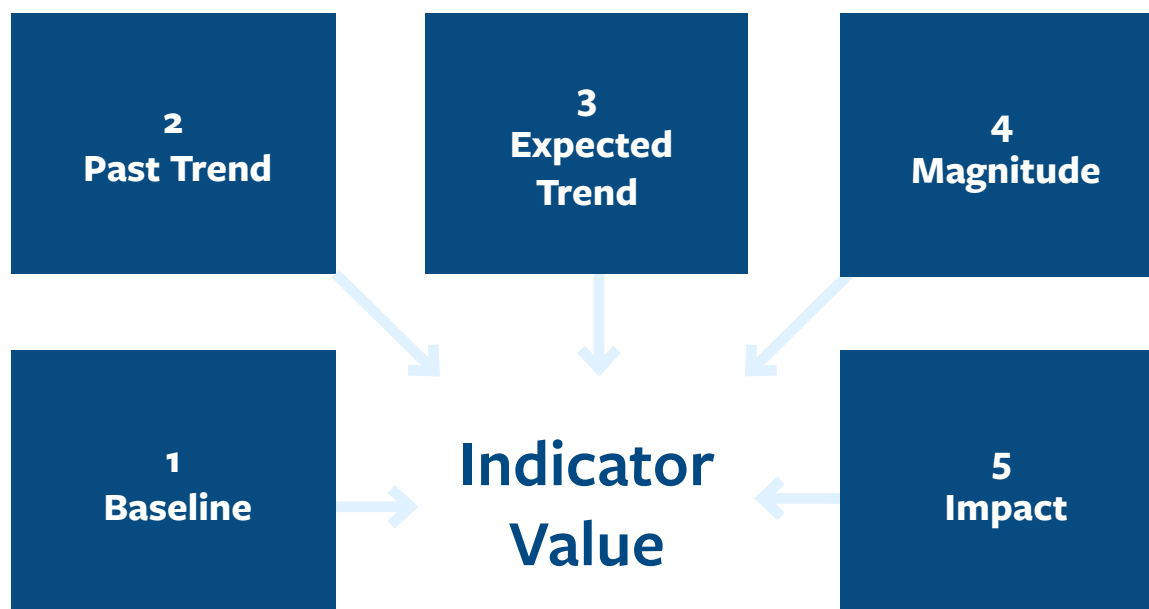 2
Past Trend
3
Expected
Trend
4
Magnitude
1
Baseline
Indicator
Value
5
Impact